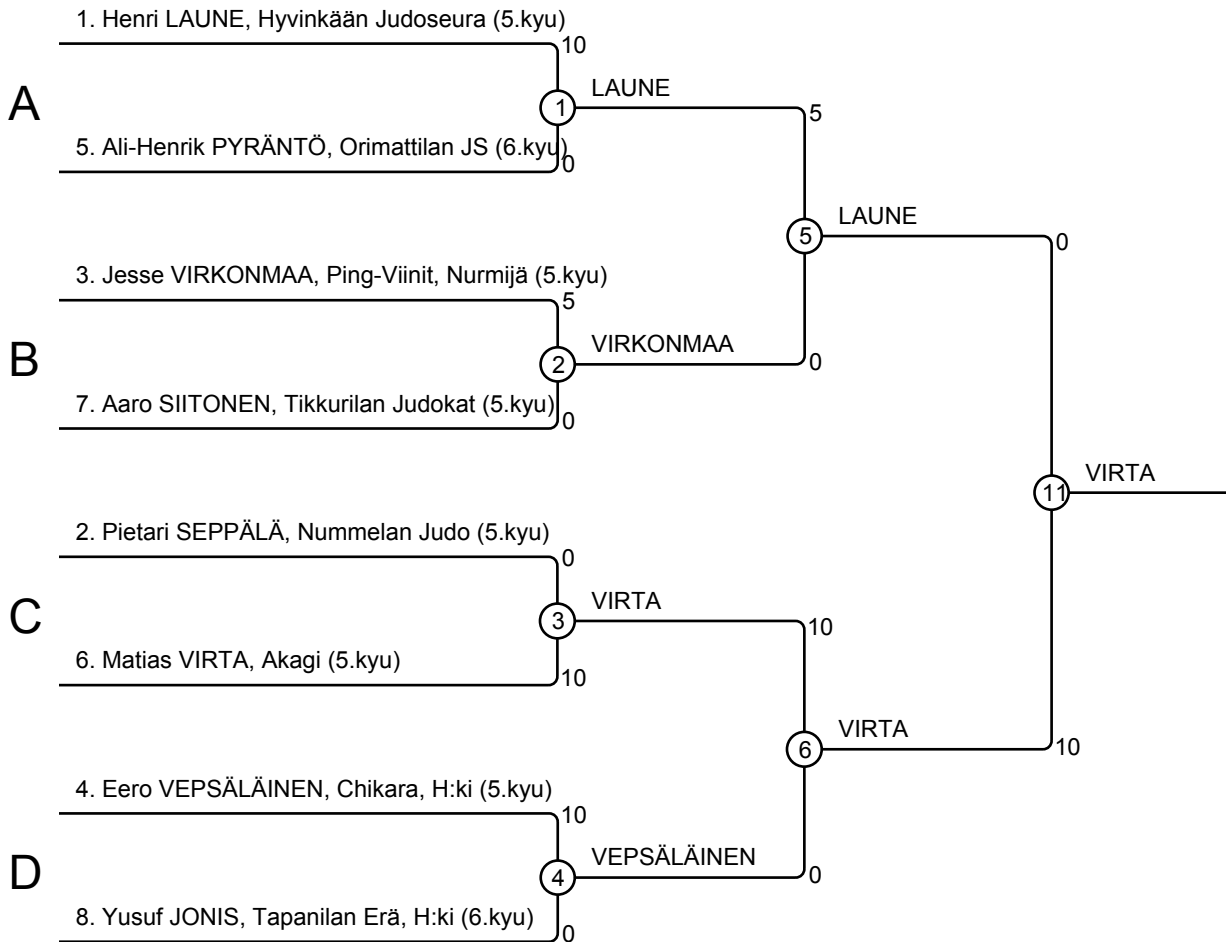 1. Henri LAUNE, Hyvinkään Judoseura (5.kyu)
10
A
1
LAUNE
5
5. Ali-Henrik PYRÄNTÖ, Orimattilan JS (6.kyu)
0
5
LAUNE
0
3. Jesse VIRKONMAA, Ping-Viinit, Nurmijä (5.kyu)
5
B
2
VIRKONMAA
0
7. Aaro SIITONEN, Tikkurilan Judokat (5.kyu)
0
11
VIRTA
2. Pietari SEPPÄLÄ, Nummelan Judo (5.kyu)
0
C
3
VIRTA
10
6. Matias VIRTA, Akagi (5.kyu)
10
6
VIRTA
10
4. Eero VEPSÄLÄINEN, Chikara, H:ki (5.kyu)
10
D
4
VEPSÄLÄINEN
0
8. Yusuf JONIS, Tapanilan Erä, H:ki (6.kyu)
0